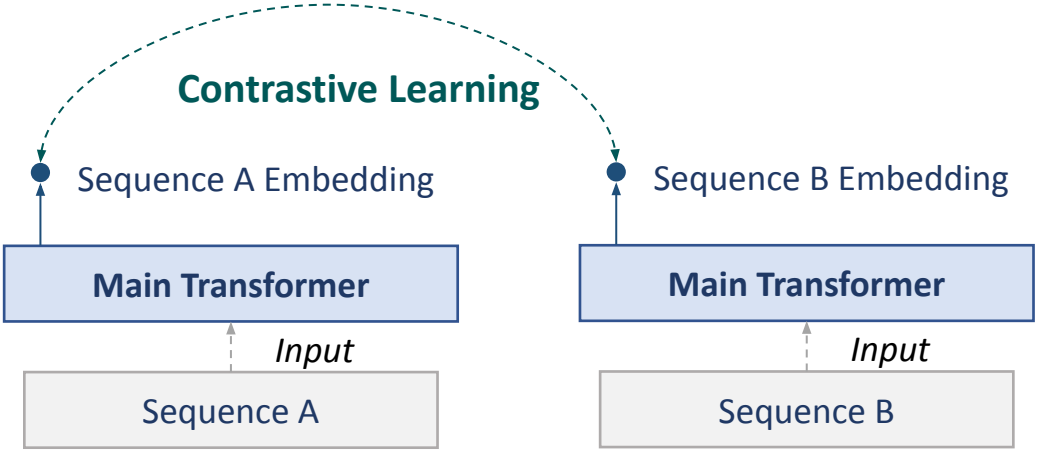 Contrastive Learning
Sequence A Embedding
Sequence B Embedding
Main Transformer
Main Transformer
Input
Input
Sequence A
Sequence B